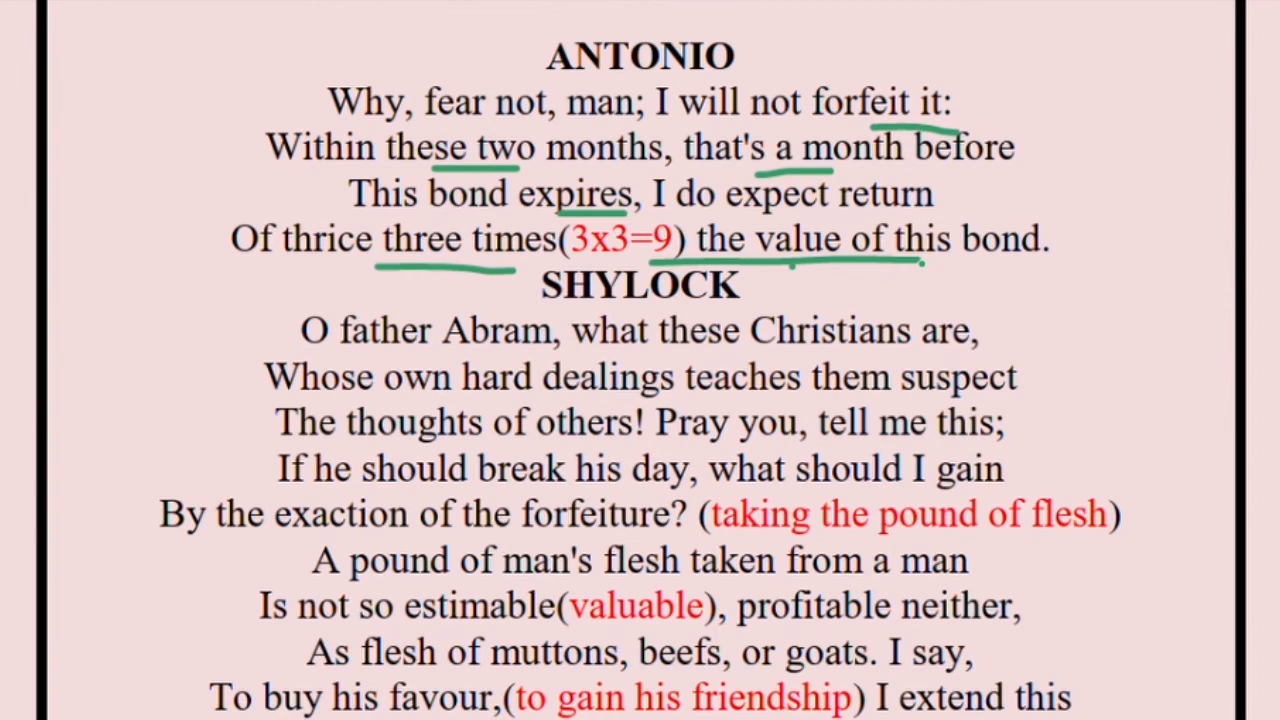 ANTONIO
Why, fear not, man; I will not forfeit it:
Within these two months, that's a month before
This bond expires, I do expect return
Of thrice three times(3x3=9) the value of this bond.
SHYLOCK
O father Abram, what these Christians are,
Whose own hard dealings teaches them suspect
The thoughts of others! Pray you, tell me this;
If he should break his day, what should I gain
By the exaction of the forfeiture? (taking the pound of flesh)
A pound of man's flesh taken from a man
Is not so estimable(valuable), profitable neither,
As flesh of muttons, beefs, or goats. I say,
To buy his favour,(to gain his friendship) I extend this